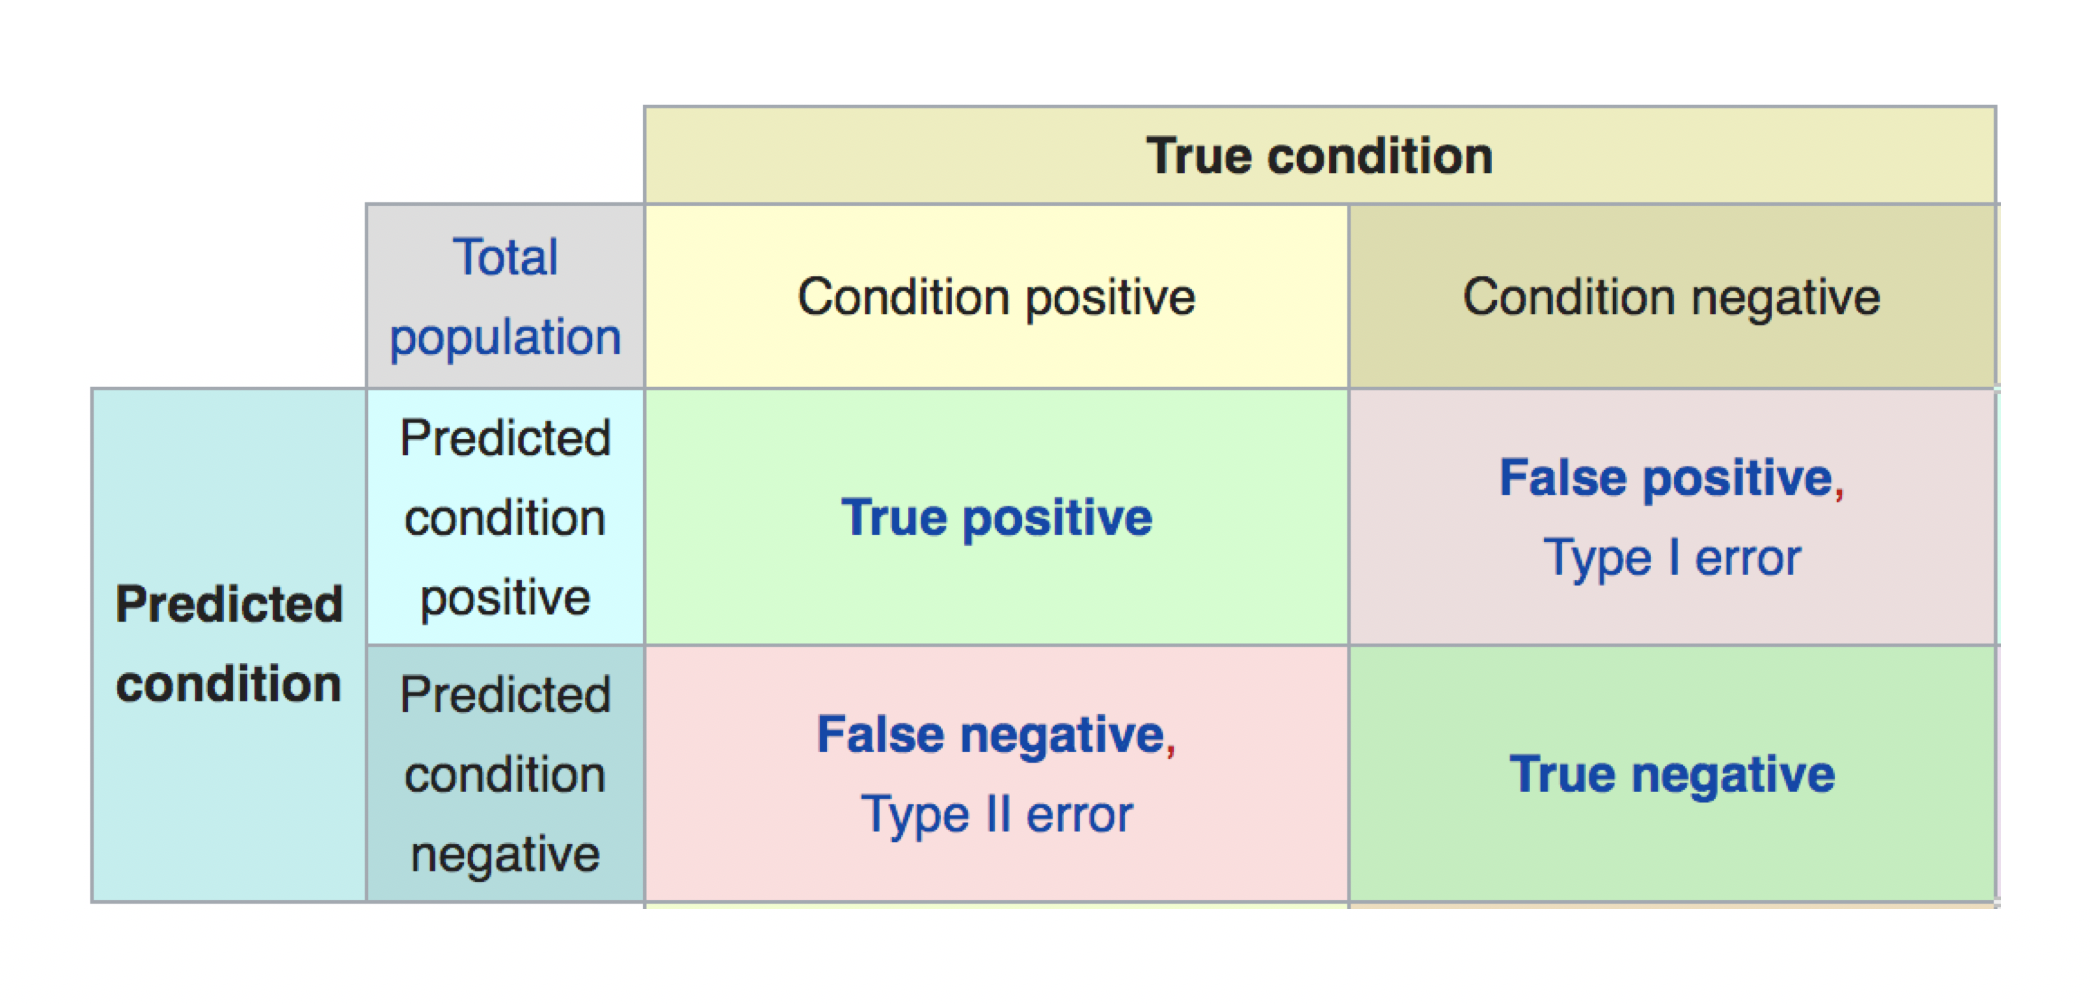 True condition
Total
population
Condition positive
Condition negative
Predicted
condition
Predicted
condition
positive
True positive
False positive,
Type I error
Predicted
condition
negative
False negative,
Type II error
True negative